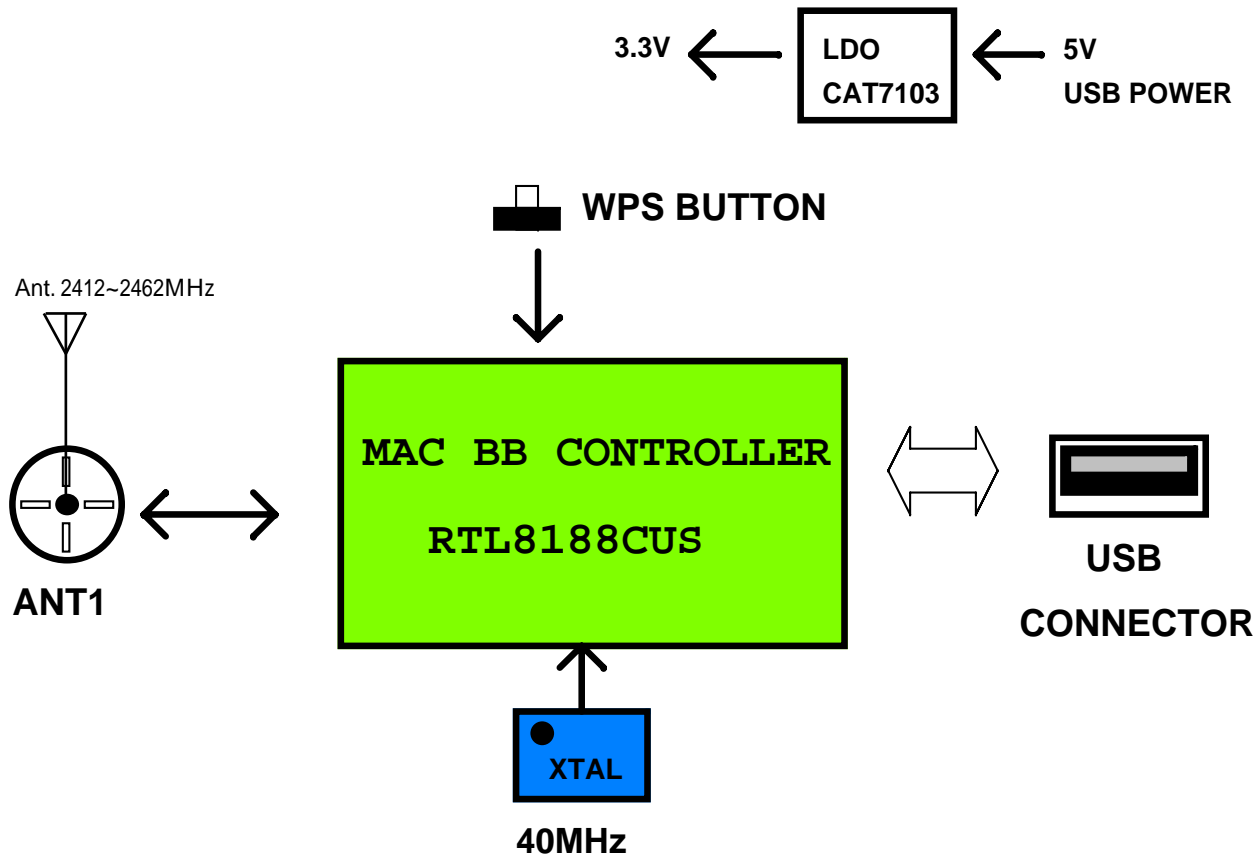 3.3V
LDO
CAT7103
5V
USB POWER
WPS BUTTON
Ant. 2412~2462MHz
MAC BB CONTROLLER
RTL8188CUS
ANT1
USB
CONNECTOR
XTAL
40MHz